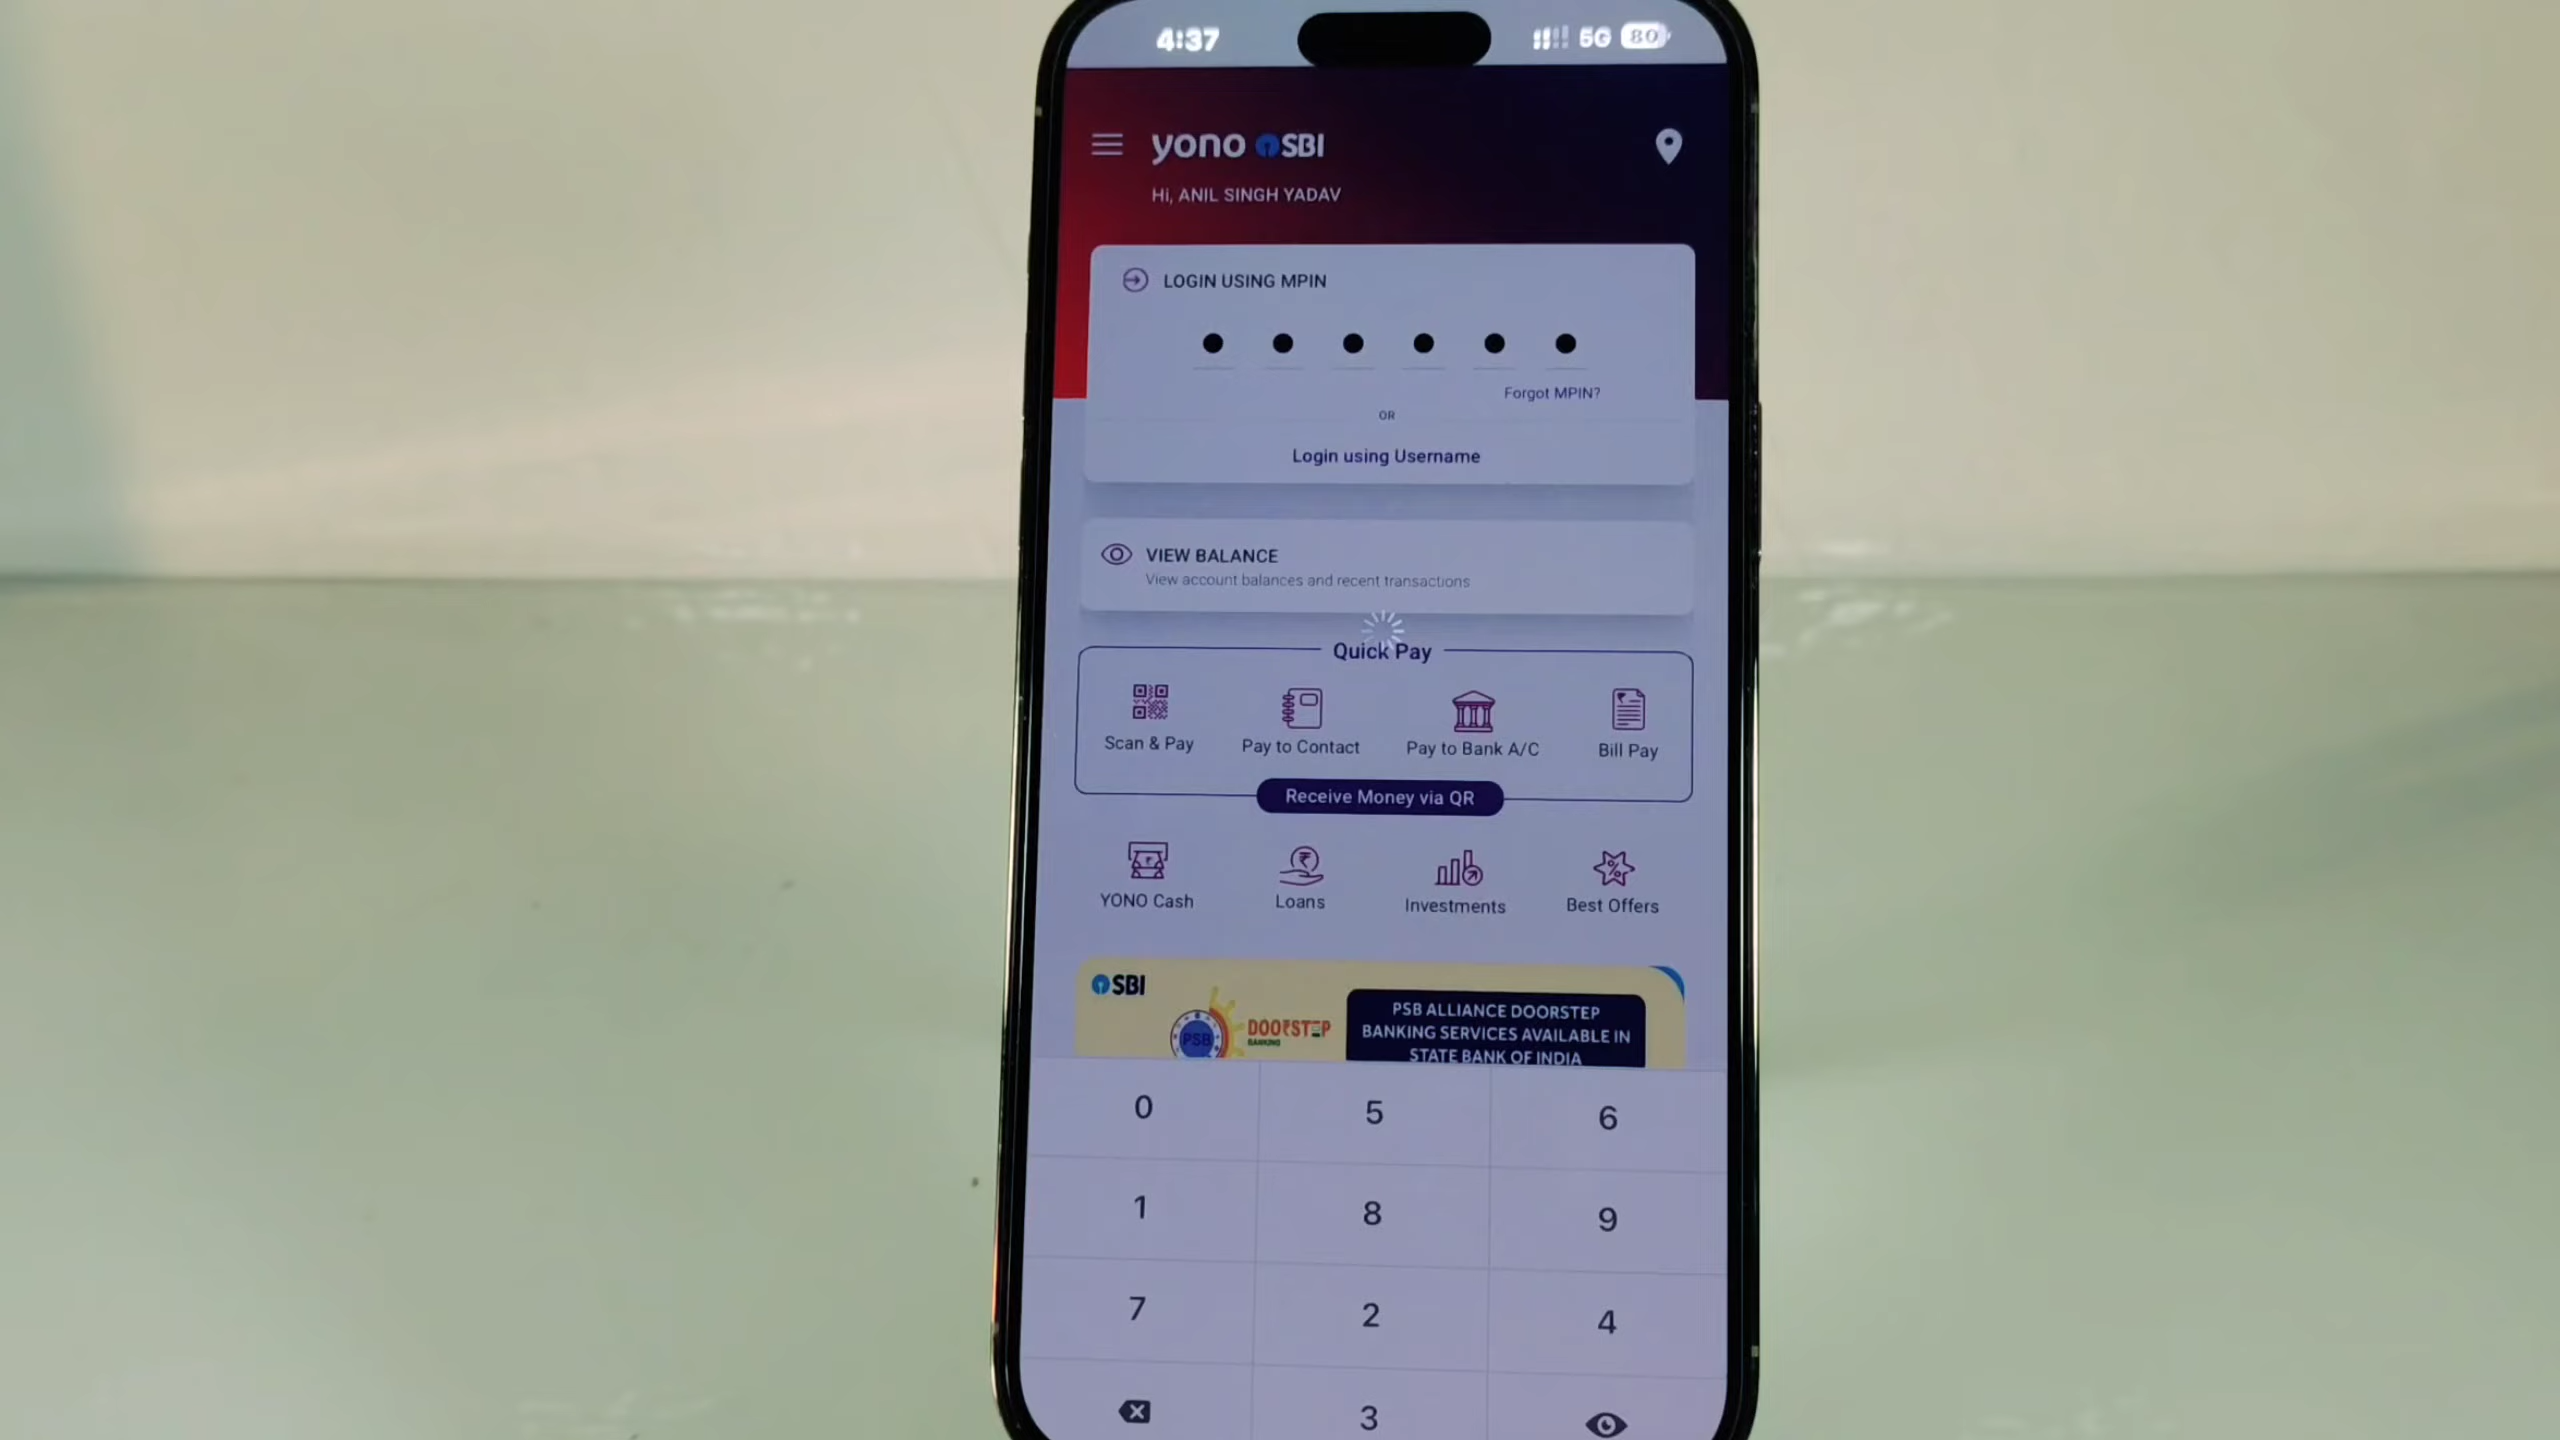 4:37 5G 80
yono SBI
Hi, ANIL SINGH YADAV
LOGIN USING MPIN
Forgot MPIN?
OR
Login using Username
VIEW BALANCE
View account balances and recent transactions
Quick Pay
Scan & Pay Pay to Contact Pay to Bank A/C Bill Pay
Receive Money via QR
YONO Cash Loans Investments Best Offers
SBI
PSB
DOORSTEP
BANKING
PSB ALLIANCE DOORSTEP
BANKING SERVICES AVAILABLE IN
STATE BANK OF INDIA
0 5 6
1 8 9
7 2 4
3